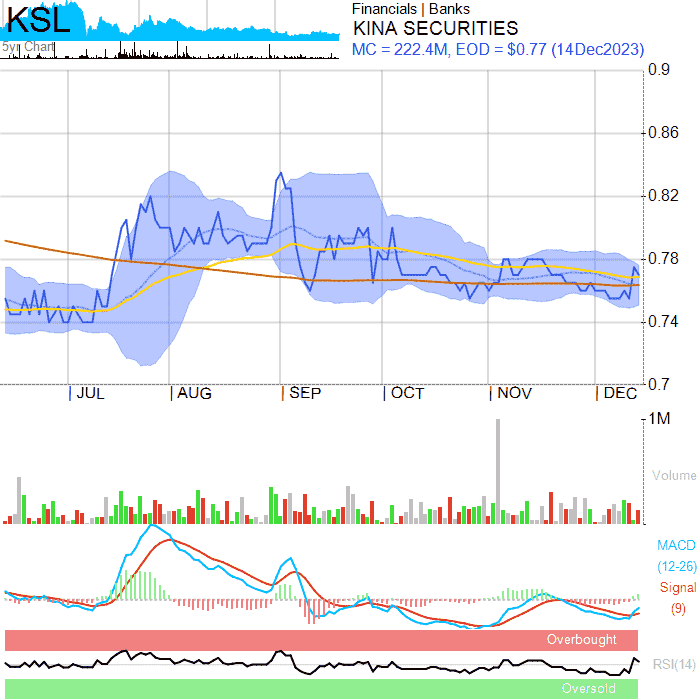 KSL
5yr Chart
Financials | Banks
KINA SECURITIES
MC = 222.4M, EOD = $0.77 (14Dec2023)
0.9
0.86
0.82
0.78
0.74
0.7
JUL AUG SEP OCT NOV DEC
1M
Volume
MACD
(12-26)
Signal
(9)
Overbought
RSI(14)
Oversold